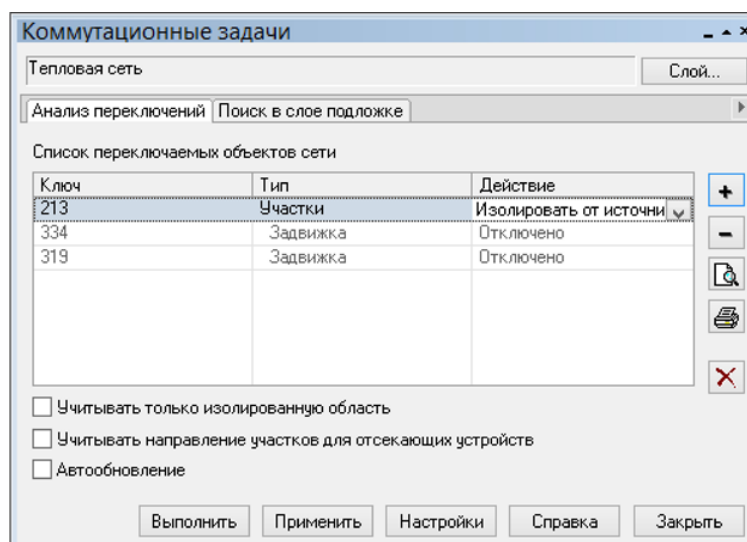 Коммутационные задачи
Тепловая сеть
Слой...
Анализ переключений Поиск в слое подложке
Список переключаемых объектов сети
Ключ Тип Действие
213 Участки Изолировать от источни
334 Задвижка Отключено
319 Задвижка Отключено
Учитывать только изолированную область
Учитывать направление участков для отсекающих устройств
Автообновление
Выполнить Применить Настройки Справка Закрыть